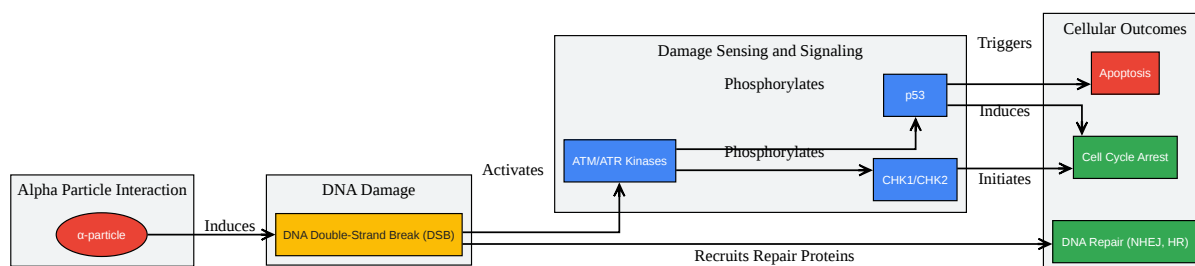 Cellular Outcomes
Triggers
Damage Sensing and Signaling
Apoptosis
Phosphorylates
p53
Induces
ATM/ATR Kinases
Phosphorylates
Cell Cycle Arrest
Activates
CHK1/CHK2
Initiates
Alpha Particle Interaction
DNA Damage
α-particle
Induces
DNA Double-Strand Break (DSB)
DNA Repair (NHEJ, HR)
Recruits Repair Proteins